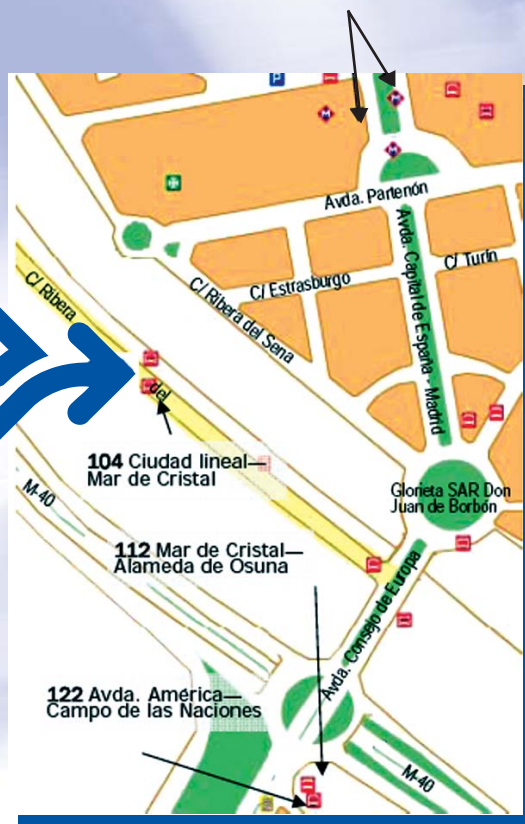 Avda. Partenón
C/ Turín
Avda. Capital de España - Madrid
C/ Estrasburgo
C/ Ribera del Sena
C/ Ribera
del
104 Ciudad lineal—
Mar de Cristal
M-40
Glorieta SAR Don
Juan de Borbón
112 Mar de Cristal—
Alameda de Osuna
Avda. Consejo de Europa
122 Avda. América—
Campo de las Naciones
M-40